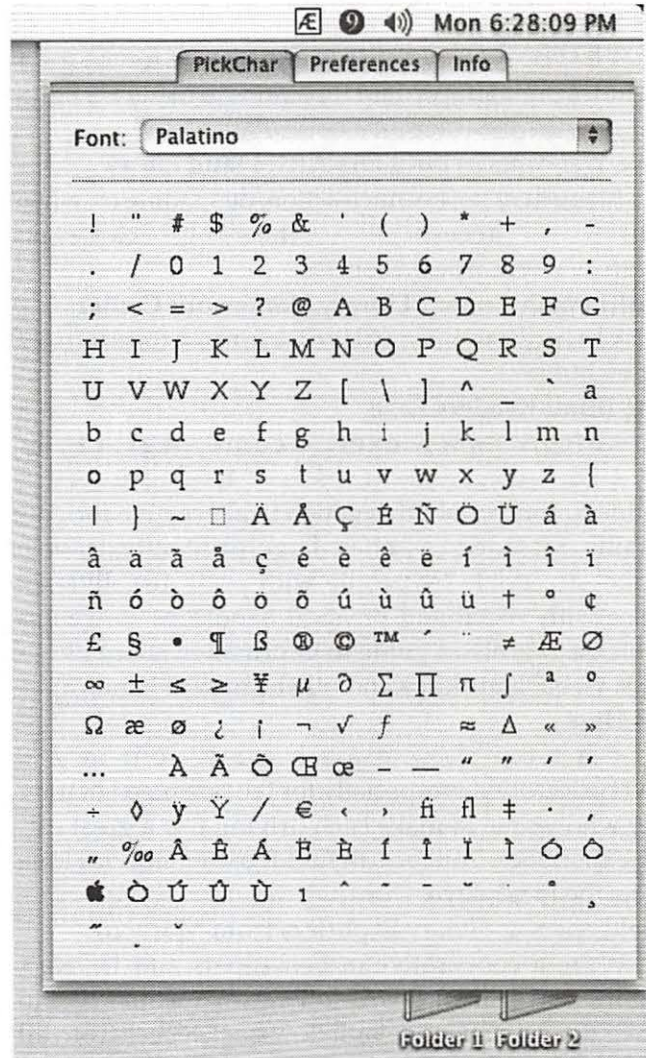 Æ 9 Mon 6:28:09 PM
PickChar Preferences Info
Font: Palatino
! " # $ % & ' ( ) * + , -
. / 0 1 2 3 4 5 6 7 8 9 :
; < = > ? @ A B C D E F G
H I J K L M N O P Q R S T
U V W X Y Z [ \ ] ^ _ ` a
b c d e f g h i j k l m n
o p q r s t u v w x y z {
| } ~ □ Ä Å Ç É Ñ Ö Ü á à
â ä ã å ç é è ê ë í ì î ï
ñ ó ò ô ö õ ú ù û ü † ° ¢
£ § • ¶ ß ® © ™ ´ ¨ ≠ Æ Ø
∞ ± ≤ ≥ ¥ µ ∂ ∑ ∏ π ∫ ª º
Ω æ ø ¿ ¡ ¬ √ ƒ ≈ ∆ « »
… À Ã Õ Œ œ – — “ ” ‘ ’
÷ ◊ ÿ Ÿ ⁄ € ‹ › fi fl ‡ · ‚
„ ‰ Â Ê Á Ë È Í Î Ï Ì Ó Ô
 Ò Ú Û Ù ı ˆ ˜ ¯ ˘ ˙ ˚ ¸
˝ ˛ ˇ
Folder 1 Folder 2